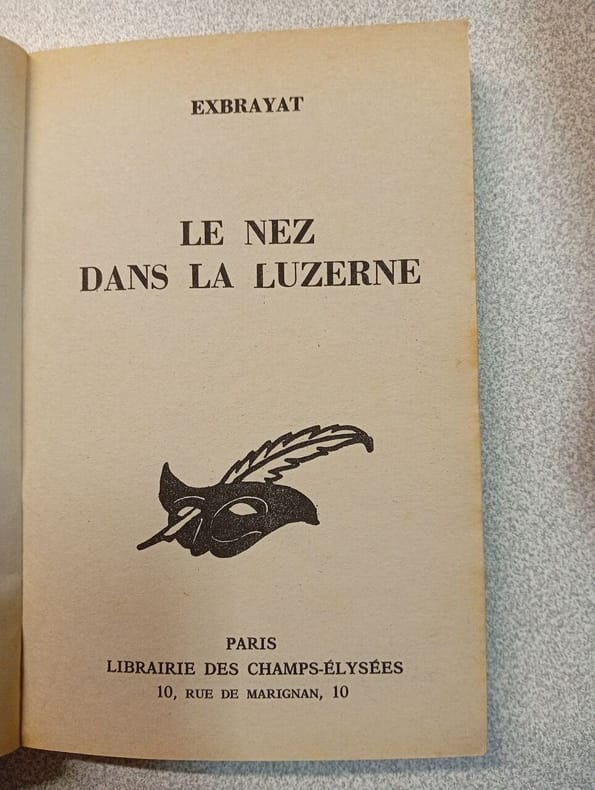 EXBRAYAT
LE NEZ
DANS LA LUZERNE
PARIS
LIBRAIRIE DES CHAMPS-ÉLYSÉES
10, RUE DE MARIGNAN, 10